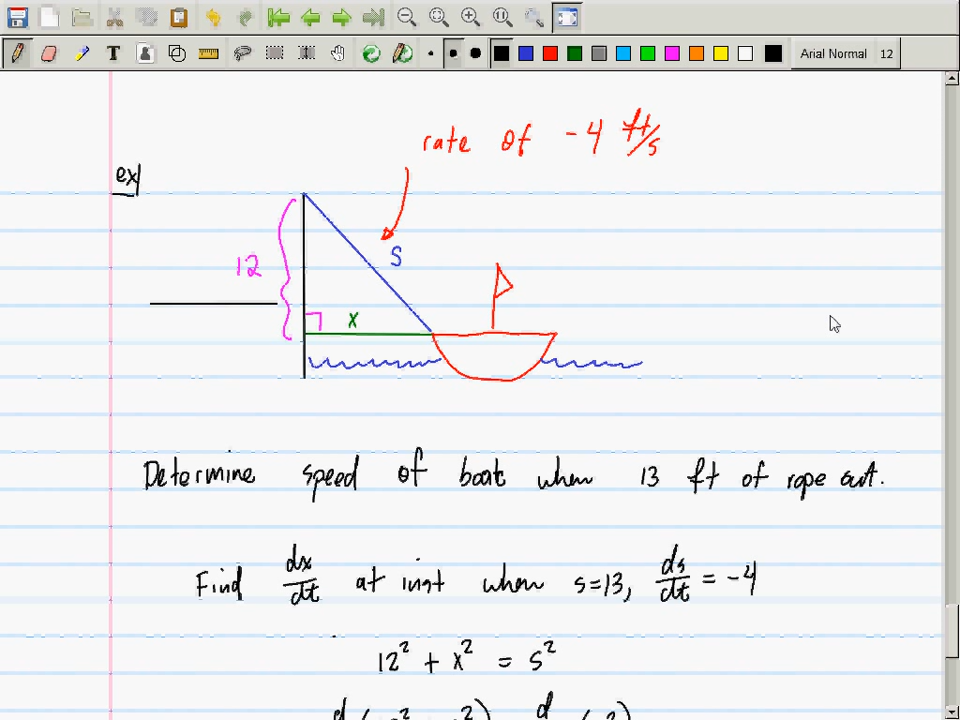 Arial Normal 12
rate of -4 ft/s
ex
12
S
x
Determine speed of boat when 13 ft of rope out.
Find dx/dt at inst when s=13, ds/dt = -4
12² + x² = s²